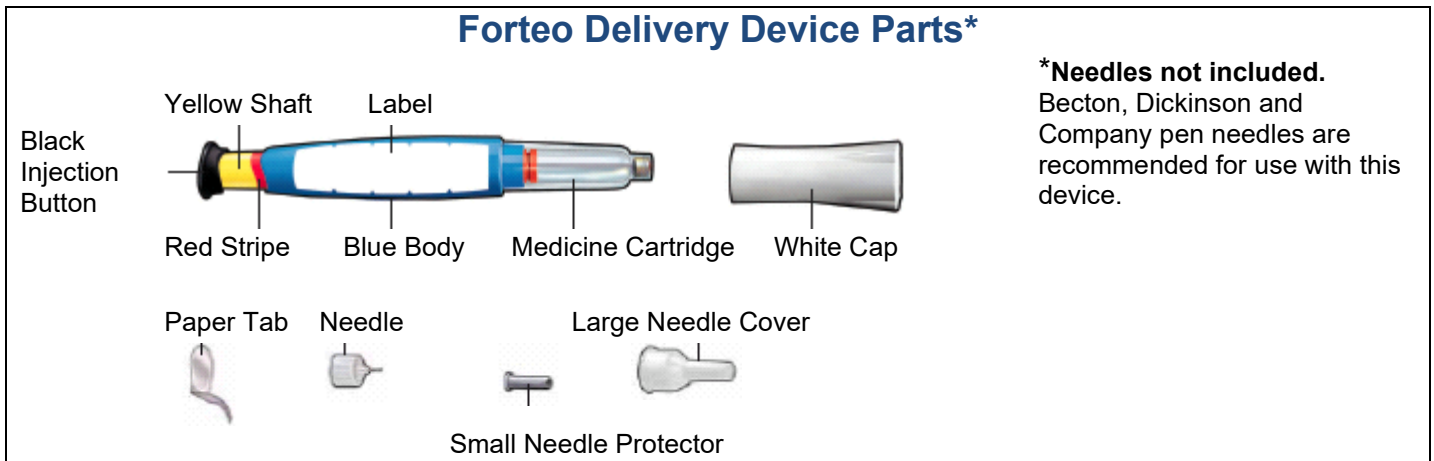 Forteo Delivery Device Parts*
*Needles not included.
Becton, Dickinson and
Company pen needles are
recommended for use with this
device.
Yellow Shaft
Label
Black
Injection
Button
Red Stripe
Blue Body
Medicine Cartridge
White Cap
Paper Tab
Needle
Large Needle Cover
Small Needle Protector